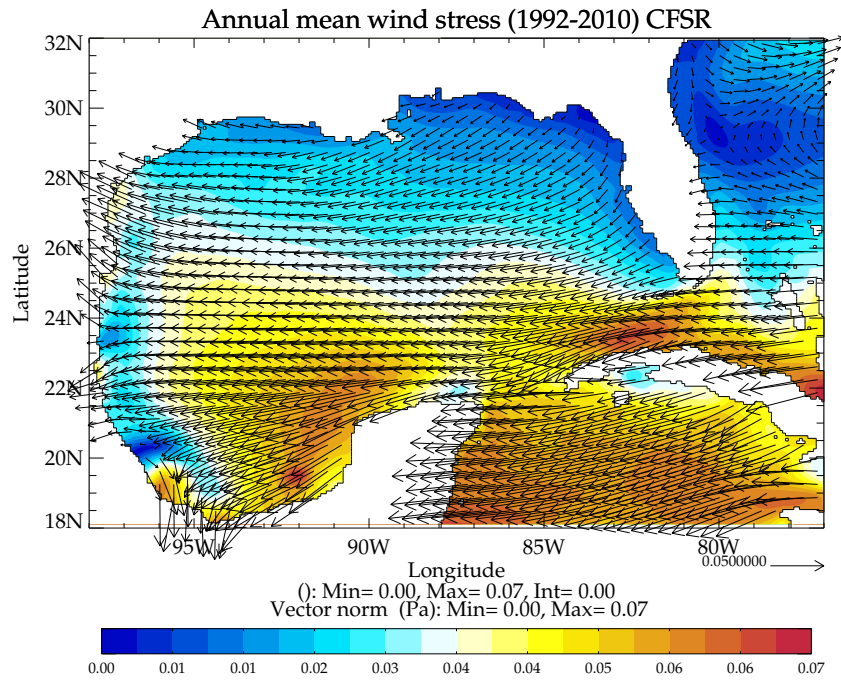 Annual mean wind stress (1992-2010) CFSR
32N
30N
28N
26N
24N
22N
20N
18N
Latitude
95W 90W 85W 80W
0.0500000
Longitude
(): Min= 0.00, Max= 0.07, Int= 0.00
Vector norm (Pa): Min= 0.00, Max= 0.07
0.00 0.01 0.01 0.02 0.03 0.04 0.04 0.05 0.06 0.06 0.07